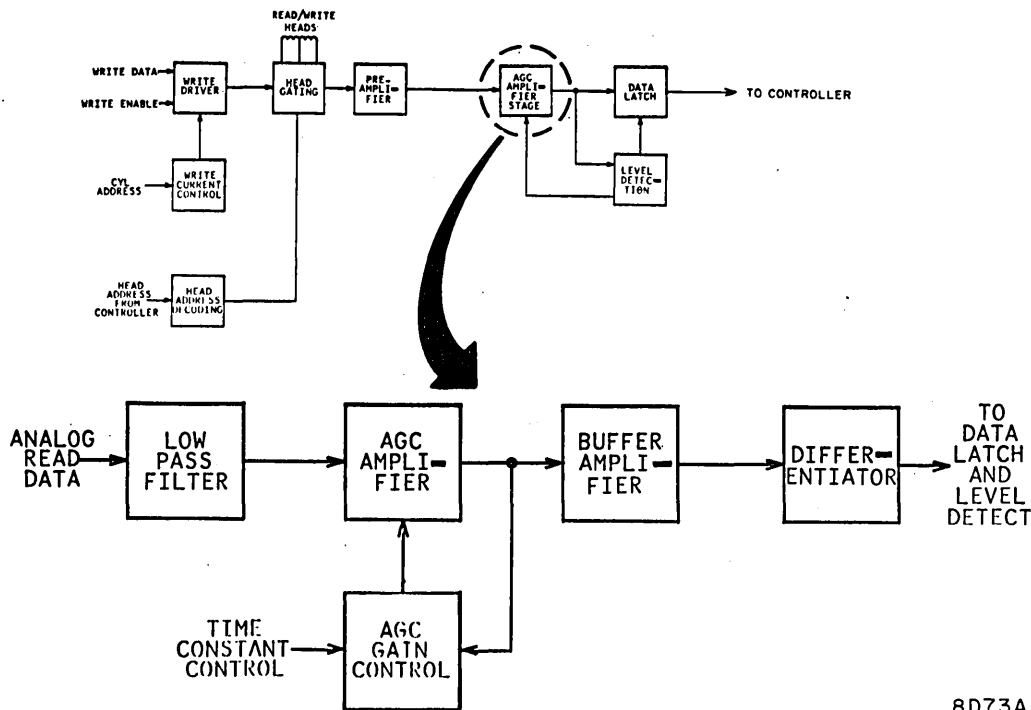 READ/WRITE
HEADS
WRITE DATA
WRITE ENABLE
WRITE
DRIVER
HEAD
GATING
PRE-
AMPLI-
FIER
AGC
AMPLI-
FIER
STAGE
DATA
LATCH
TO CONTROLLER
CYL
ADDRESS
WRITE
CURRENT
CONTROL
LEVEL
DETEC-
TION
HEAD
ADDRESS
FROM
CONTROLLER
HEAD
ADDRESS
DECODING
ANALOG
READ
DATA
LOW
PASS
FILTER
AGC
AMPLI-
FIER
BUFFER
AMPLI-
FIER
DIFFER-
ENTIATOR
TO
DATA
LATCH
AND
LEVEL
DETECT
TIME
CONSTANT
CONTROL
AGC
GAIN
CONTROL
8D73A